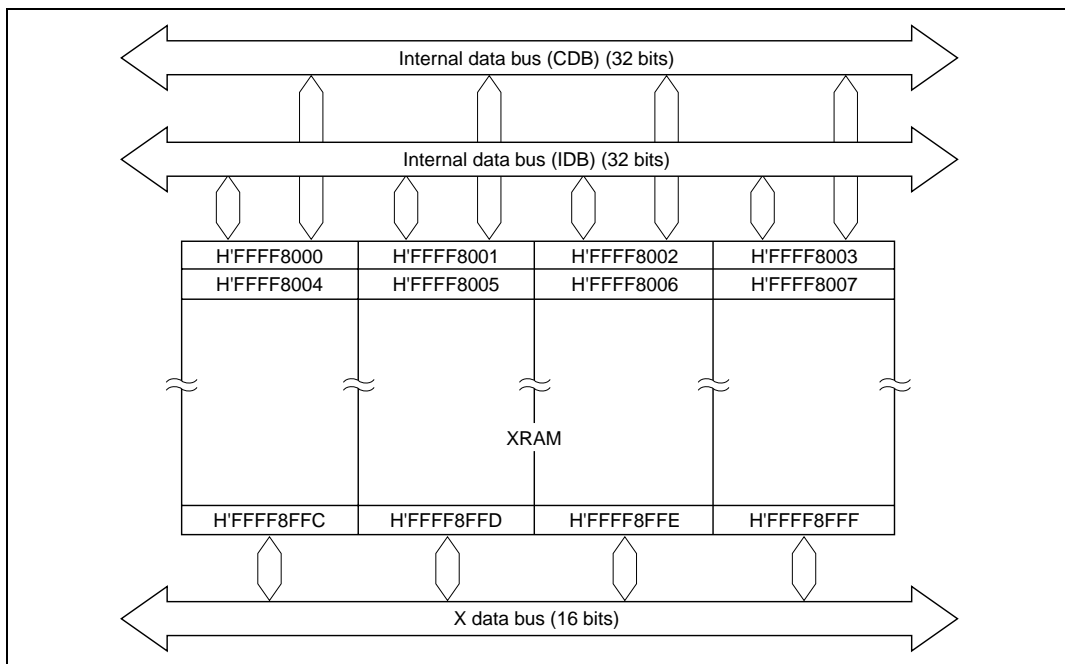 Internal data bus (CDB) (32 bits)
Internal data bus (IDB) (32 bits)
H'FFFF8000 H'FFFF8001 H'FFFF8002 H'FFFF8003
H'FFFF8004 H'FFFF8005 H'FFFF8006 H'FFFF8007
XRAM
H'FFFF8FFC H'FFFF8FFD H'FFFF8FFE H'FFFF8FFF
X data bus (16 bits)